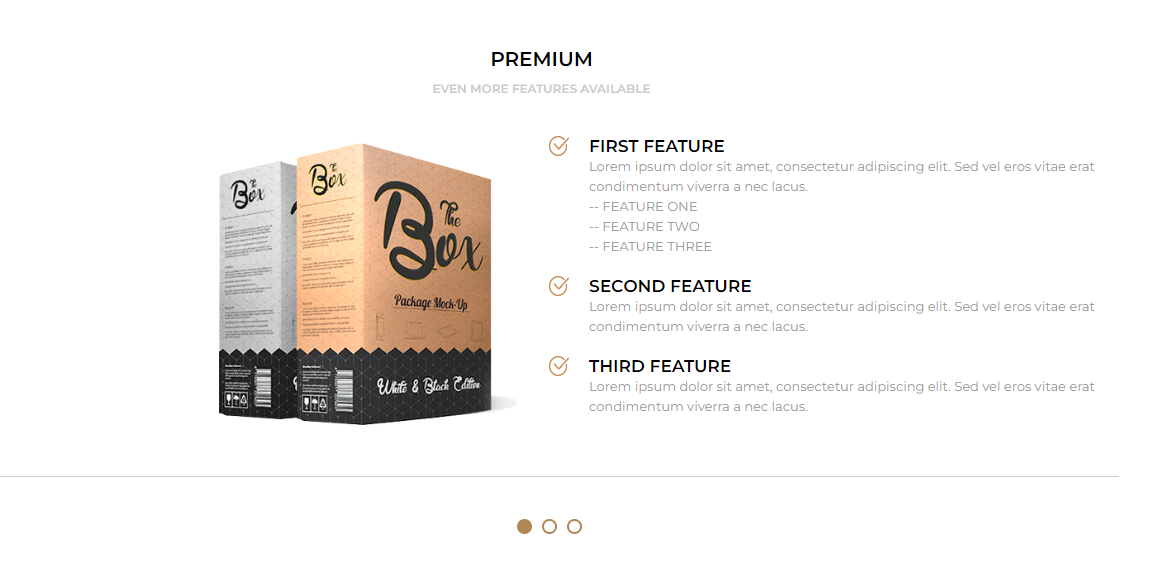 PREMIUM
EVEN MORE FEATURES AVAILABLE
The
Box
The
Box
The
Box
Package Mock-Up
White & Black Edition
FIRST FEATURE
Lorem ipsum dolor sit amet, consectetur adipiscing elit. Sed vel eros vitae erat
condimentum viverra a nec lacus.
-- FEATURE ONE
-- FEATURE TWO
-- FEATURE THREE
SECOND FEATURE
Lorem ipsum dolor sit amet, consectetur adipiscing elit. Sed vel eros vitae erat
condimentum viverra a nec lacus.
THIRD FEATURE
Lorem ipsum dolor sit amet, consectetur adipiscing elit. Sed vel eros vitae erat
condimentum viverra a nec lacus.